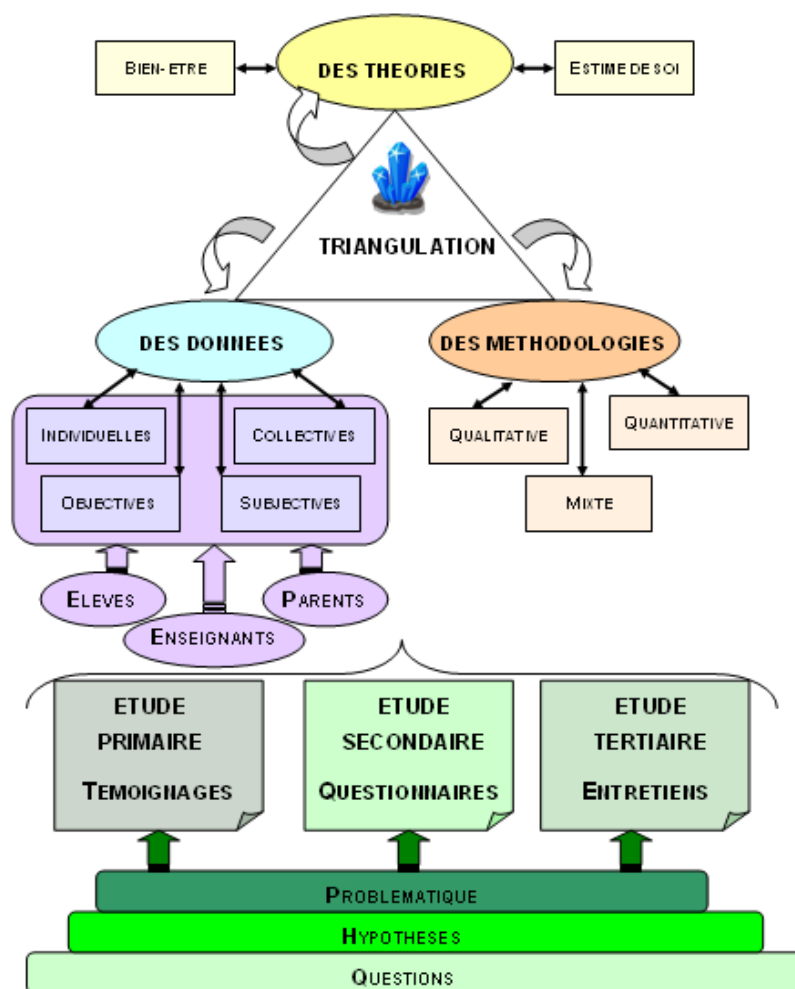 DES THEORIES
BIEN-ETRE
ESTIME DE SOI
TRIANGULATION
DES DONNEES
DES METHODOLOGIES
INDIVIDUELLES
COLLECTIVES
OBJECTIVES
SUBJECTIVES
QUALITATIVE
QUANTITATIVE
MIXTE
ELEVES
PARENTS
ENSEIGNANTS
ETUDE
PRIMAIRE
TEMOIGNAGES
ETUDE
SECONDAIRE
QUESTIONNAIRES
ETUDE
TERTIAIRE
ENTRETIENS
PROBLEMATIQUE
HYPOTHESES
QUESTIONS